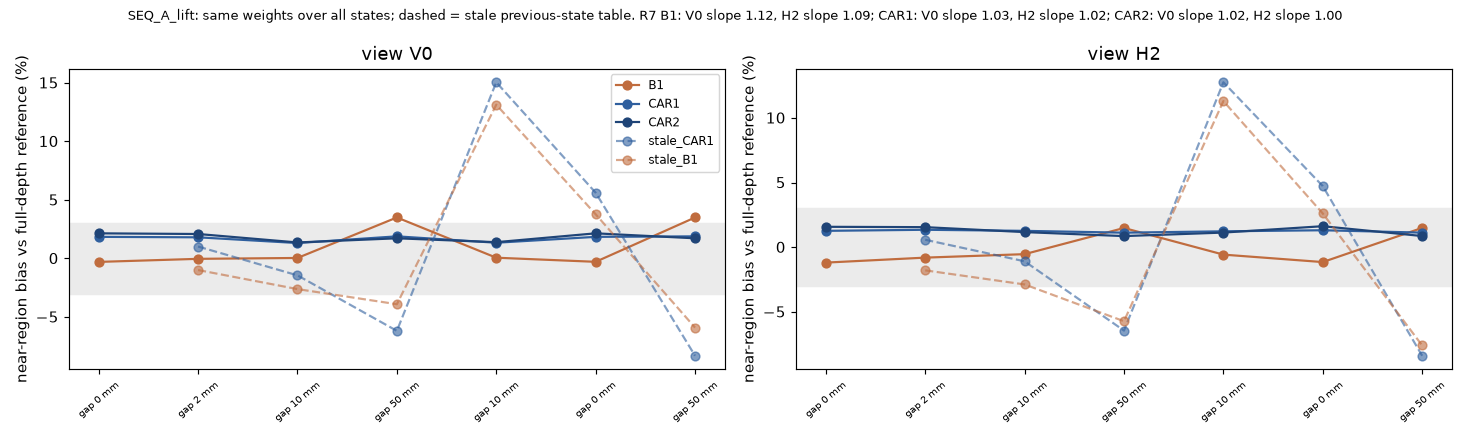 SEQ_A_lift: same weights over all states; dashed = stale previous-state table. R7 B1: V0 slope 1.12, H2 slope 1.09; CAR1: V0 slope 1.03, H2 slope 1.02; CAR2: V0 slope 1.02, H2 slope 1.00
view V0
near-region bias vs full-depth reference (%)
15
10
5
0
−5
B1
CAR1
CAR2
stale_CAR1
stale_B1
gap 0 mm
gap 2 mm
gap 10 mm
gap 50 mm
gap 10 mm
gap 0 mm
gap 50 mm
view H2
near-region bias vs full-depth reference (%)
10
5
0
−5
gap 0 mm
gap 2 mm
gap 10 mm
gap 50 mm
gap 10 mm
gap 0 mm
gap 50 mm